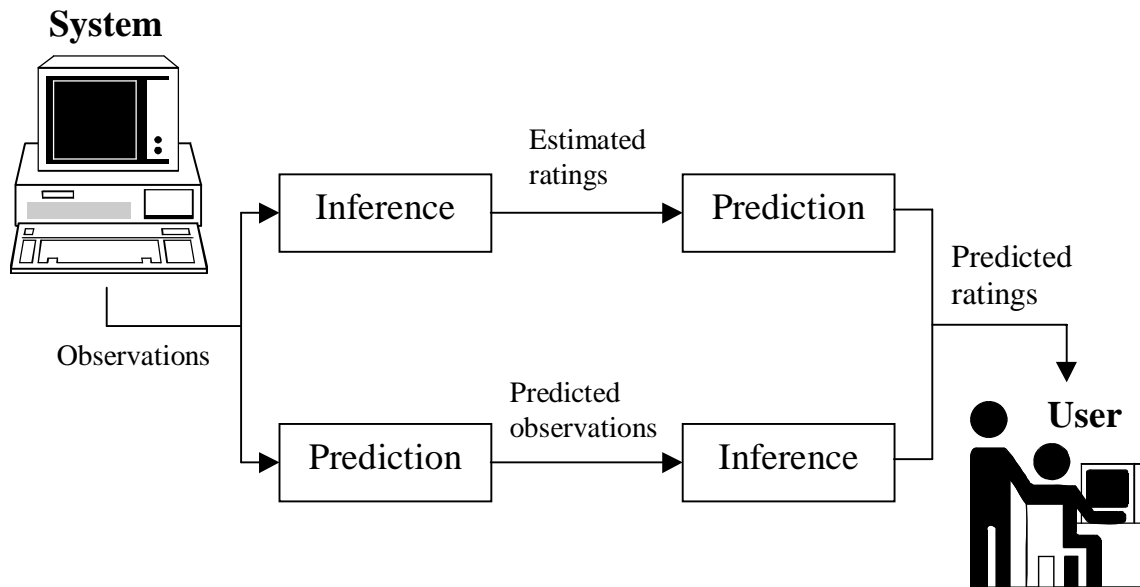 System
Estimated
ratings
Inference
Prediction
Predicted
ratings
Observations
Predicted
observations
User
Prediction
Inference